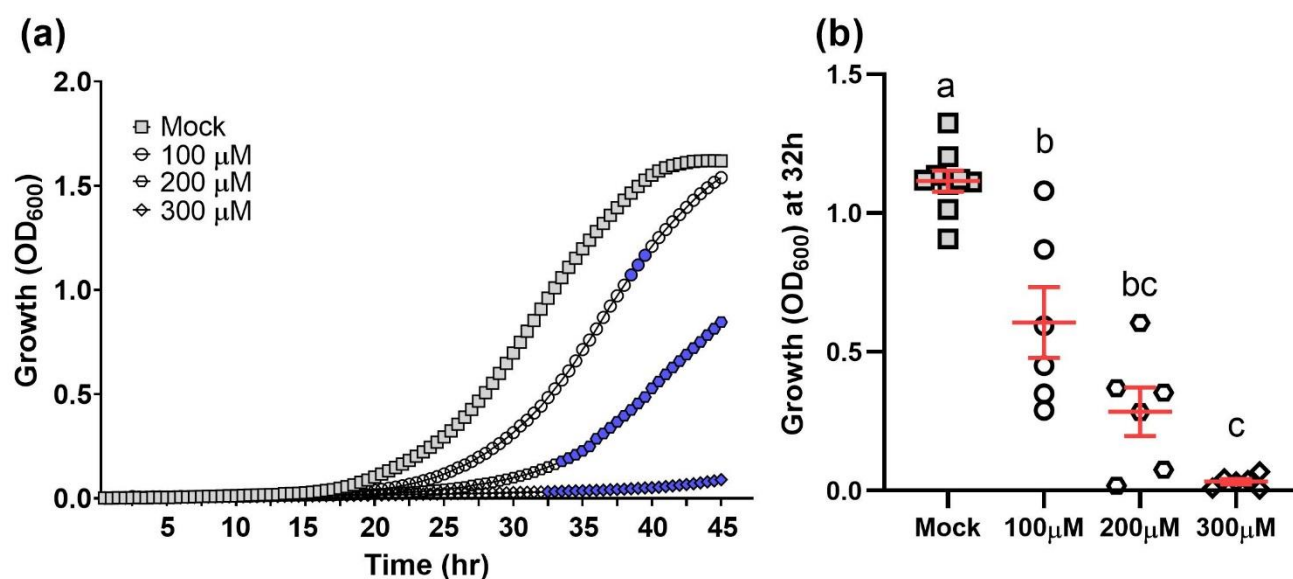 (a)
Growth (OD600)
2.0
1.5
1.0
0.5
0.0
Mock
100 μM
200 μM
300 μM
5 10 15 20 25 30 35 40 45
Time (hr)
(b)
Growth (OD600) at 32h
1.5
1.0
0.5
0.0
a
b
bc
c
Mock 100μM 200μM 300μM